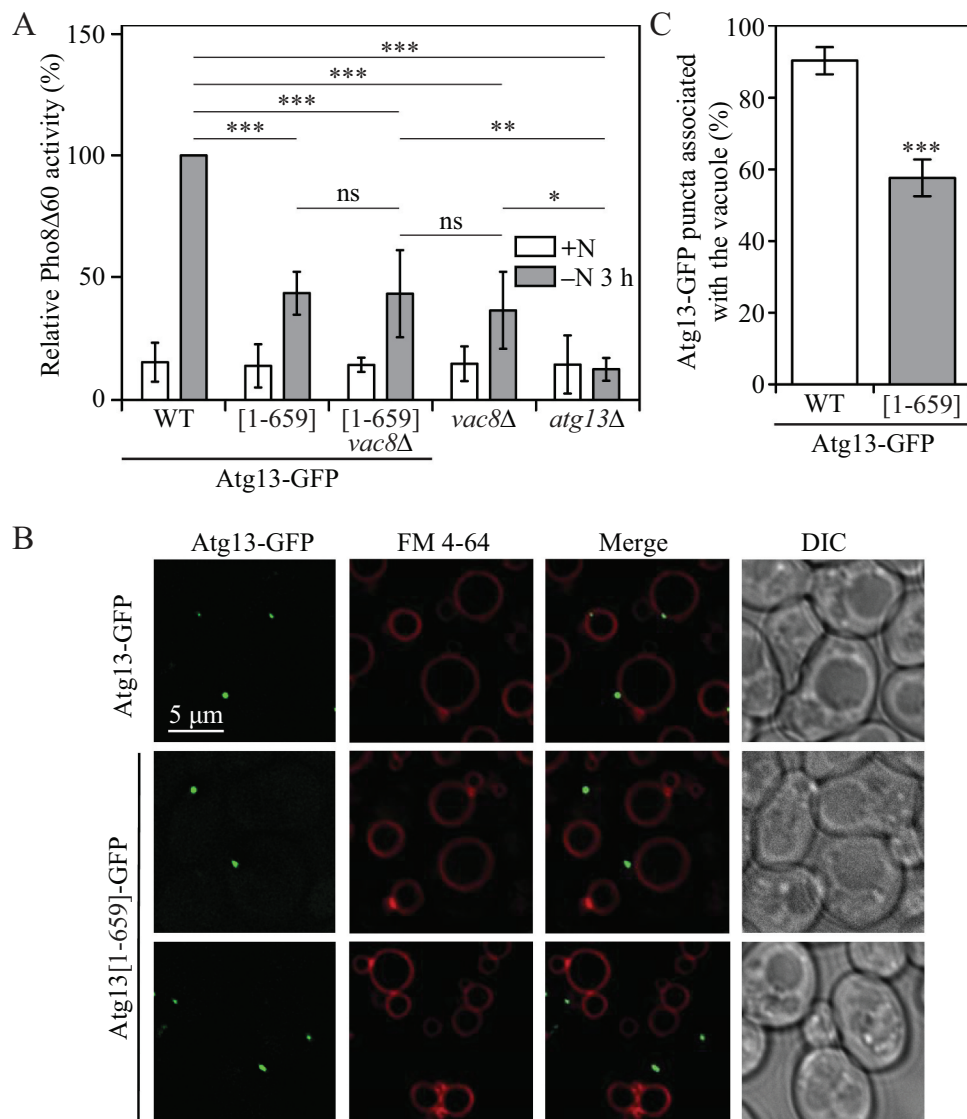 A
Relative Pho8Δ60 activity (%)
150
100
50
0
***
***
***
***
**
ns
*
ns
+N
–N 3 h
WT
[1-659]
[1-659]
vac8Δ
vac8Δ
atg13Δ
Atg13-GFP
C
Atg13-GFP puncta associated
with the vacuole (%)
100
80
60
40
20
0
***
WT
[1-659]
Atg13-GFP
B
Atg13-GFP
FM 4-64
Merge
DIC
Atg13-GFP
5 μm
Atg13[1-659]-GFP